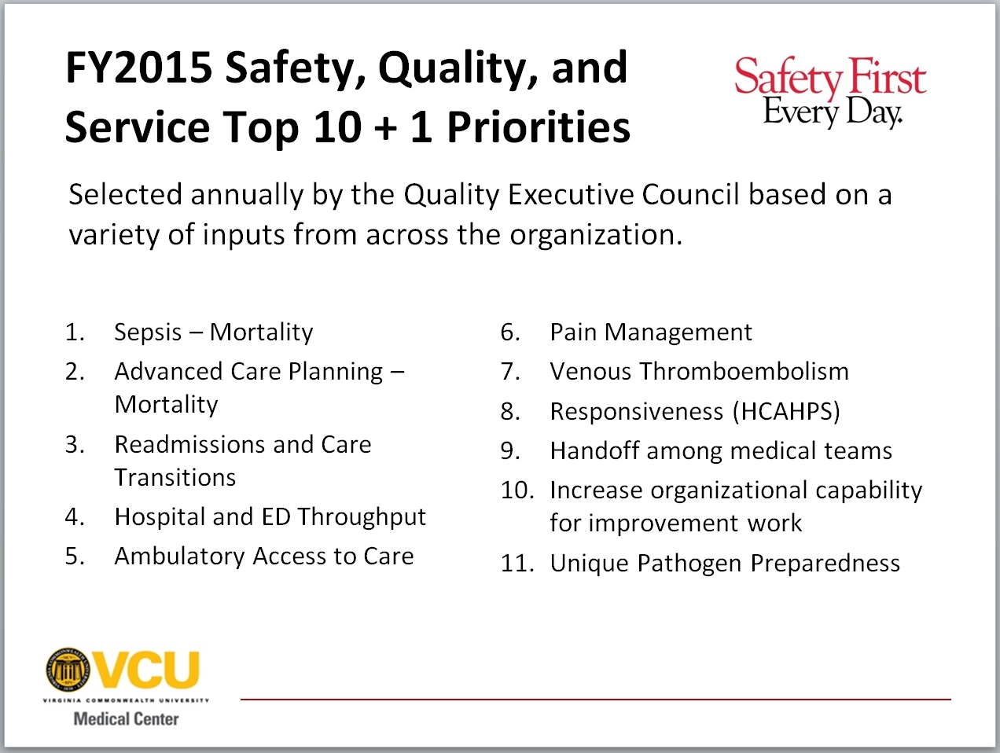 FY2015 Safety, Quality, and
Service Top 10 + 1 Priorities
Safety First
Every Day.
Selected annually by the Quality Executive Council based on a
variety of inputs from across the organization.
1. Sepsis – Mortality
2. Advanced Care Planning –
Mortality
3. Readmissions and Care
Transitions
4. Hospital and ED Throughput
5. Ambulatory Access to Care
6. Pain Management
7. Venous Thromboembolism
8. Responsiveness (HCAHPS)
9. Handoff among medical teams
10. Increase organizational capability
for improvement work
11. Unique Pathogen Preparedness
VCU
VIRGINIA COMMONWEALTH UNIVERSITY
Medical Center